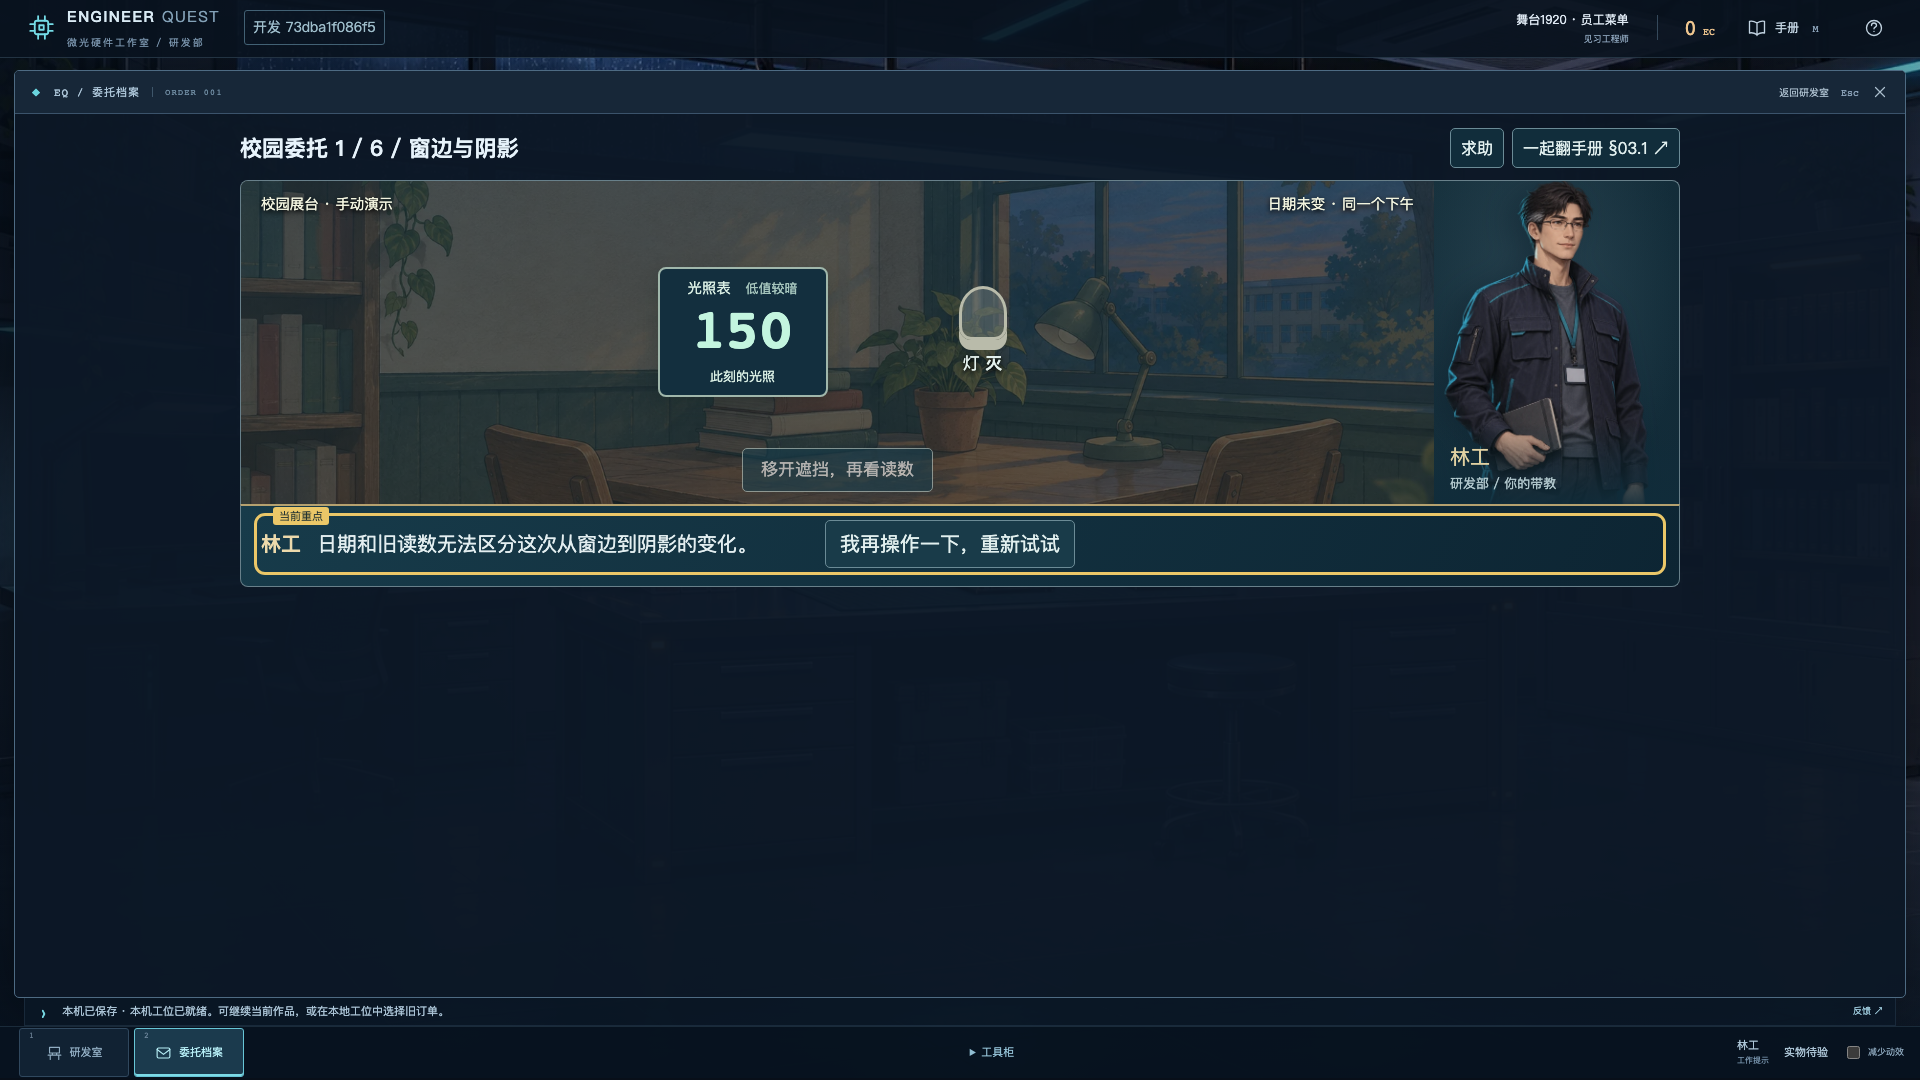 ENGINEER QUEST
微光硬件工作室 / 研发部
开发 73dba1f086f5
舞台1920 · 员工菜单
见习工程师
0 EC
手册 M
EQ / 委托档案 ORDER 001
返回研发室 Esc
校园委托 1 / 6 / 窗边与阴影
求助
一起翻手册 §03.1 ↗
校园展台 · 手动演示
日期未变 · 同一个下午
光照表 低值较暗
150
此刻的光照
灯 灭
移开遮挡，再看读数
林工
研发部 / 你的带教
当前重点
林工 日期和旧读数无法区分这次从窗边到阴影的变化。
我再操作一下，重新试试
本机已保存 · 本机工位已就绪。可继续当前作品，或在本地工位中选择旧订单。
反馈 ↗
1
研发室
2
委托档案
工具柜
林工
工作提示
实物待验
减少动效